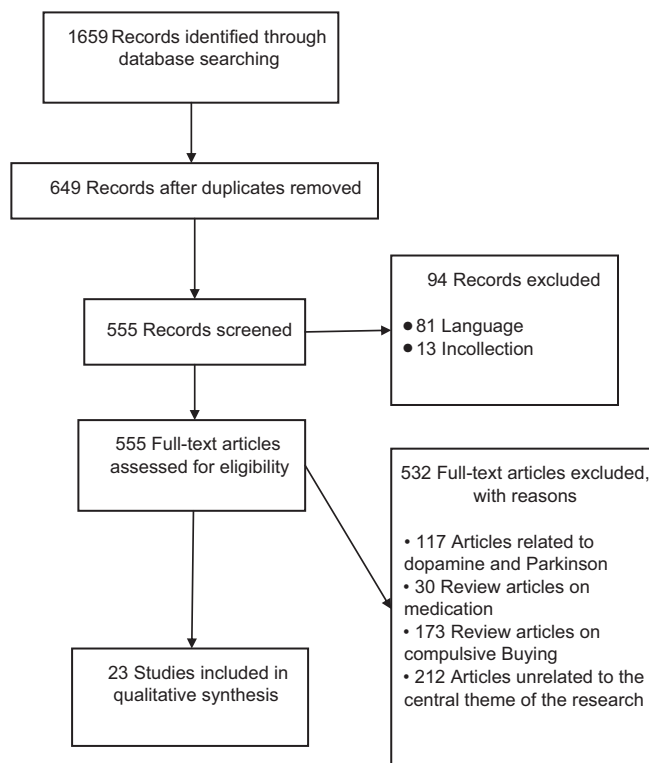 1659 Records identified through
database searching
649 Records after duplicates removed
555 Records screened
94 Records excluded
● 81 Language
● 13 Incollection
555 Full-text articles
assessed for eligibility
532 Full-text articles excluded,
with reasons
• 117 Articles related to
dopamine and Parkinson
• 30 Review articles on
medication
• 173 Review articles on
compulsive Buying
• 212 Articles unrelated to the
central theme of the research
23 Studies included in
qualitative synthesis